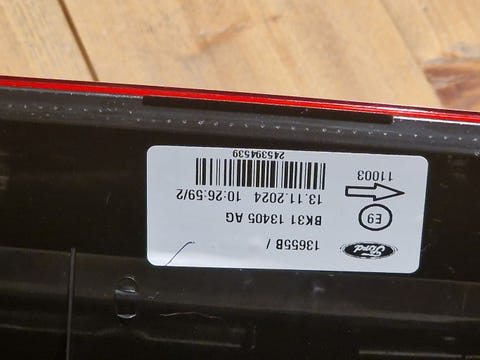 Ford
13655B /
E9
BK31 13405 AG
13.11.2024 10:26:59/2
11003
245394539